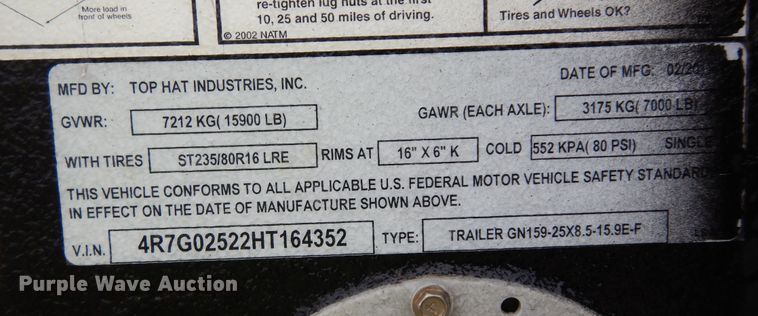 More load in
front of wheels
re-tighten lug nuts at the first
10, 25 and 50 miles of driving.
© 2002 NATM
Tires and Wheels OK?
MFD BY: TOP HAT INDUSTRIES, INC. DATE OF MFG: 02/20
GVWR: 7212 KG( 15900 LB) GAWR (EACH AXLE): 3175 KG( 7000 LB)
WITH TIRES ST235/80R16 LRE RIMS AT 16" X 6" K COLD 552 KPA( 80 PSI) SINGLE
THIS VEHICLE CONFORMS TO ALL APPLICABLE U.S. FEDERAL MOTOR VEHICLE SAFETY STANDARD
IN EFFECT ON THE DATE OF MANUFACTURE SHOWN ABOVE.
V.I.N. 4R7G02522HT164352 TYPE: TRAILER GN159-25X8.5-15.9E-F
Purple Wave Auction